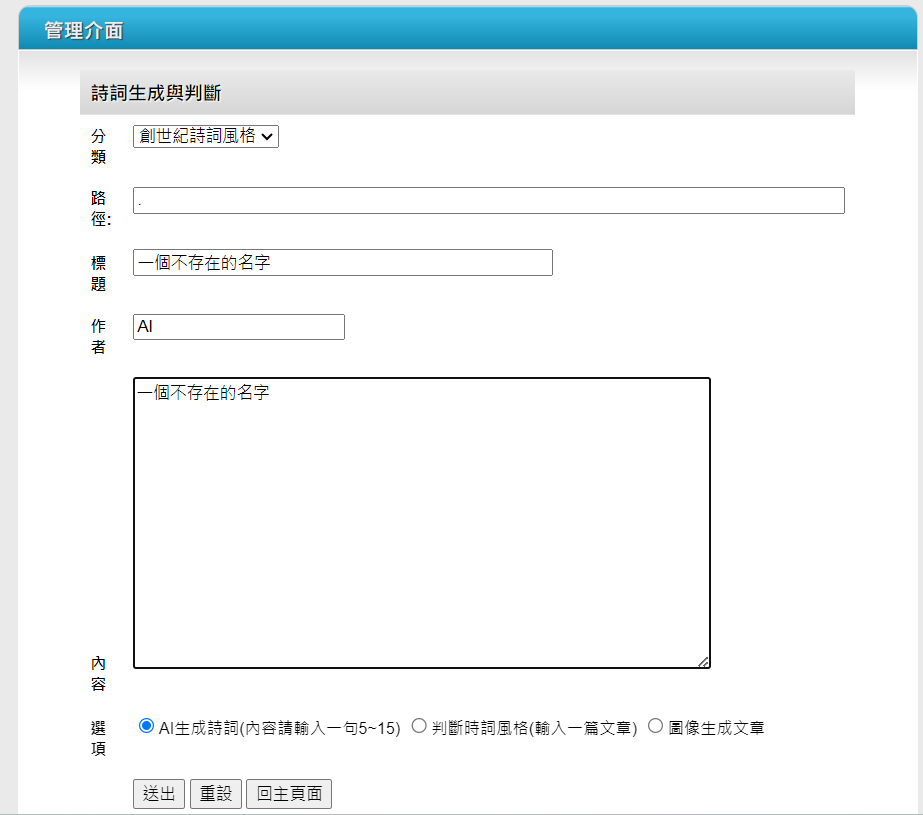 管理介面
詩詞生成與判斷
分類 創世紀詩詞風格
路徑: .
標題 一個不存在的名字
作者 AI
一個不存在的名字
內容
選項 AI生成詩詞(內容請輸入一句5~15) 判斷時詞風格(輸入一篇文章) 圖像生成文章
送出 重設 回主頁面